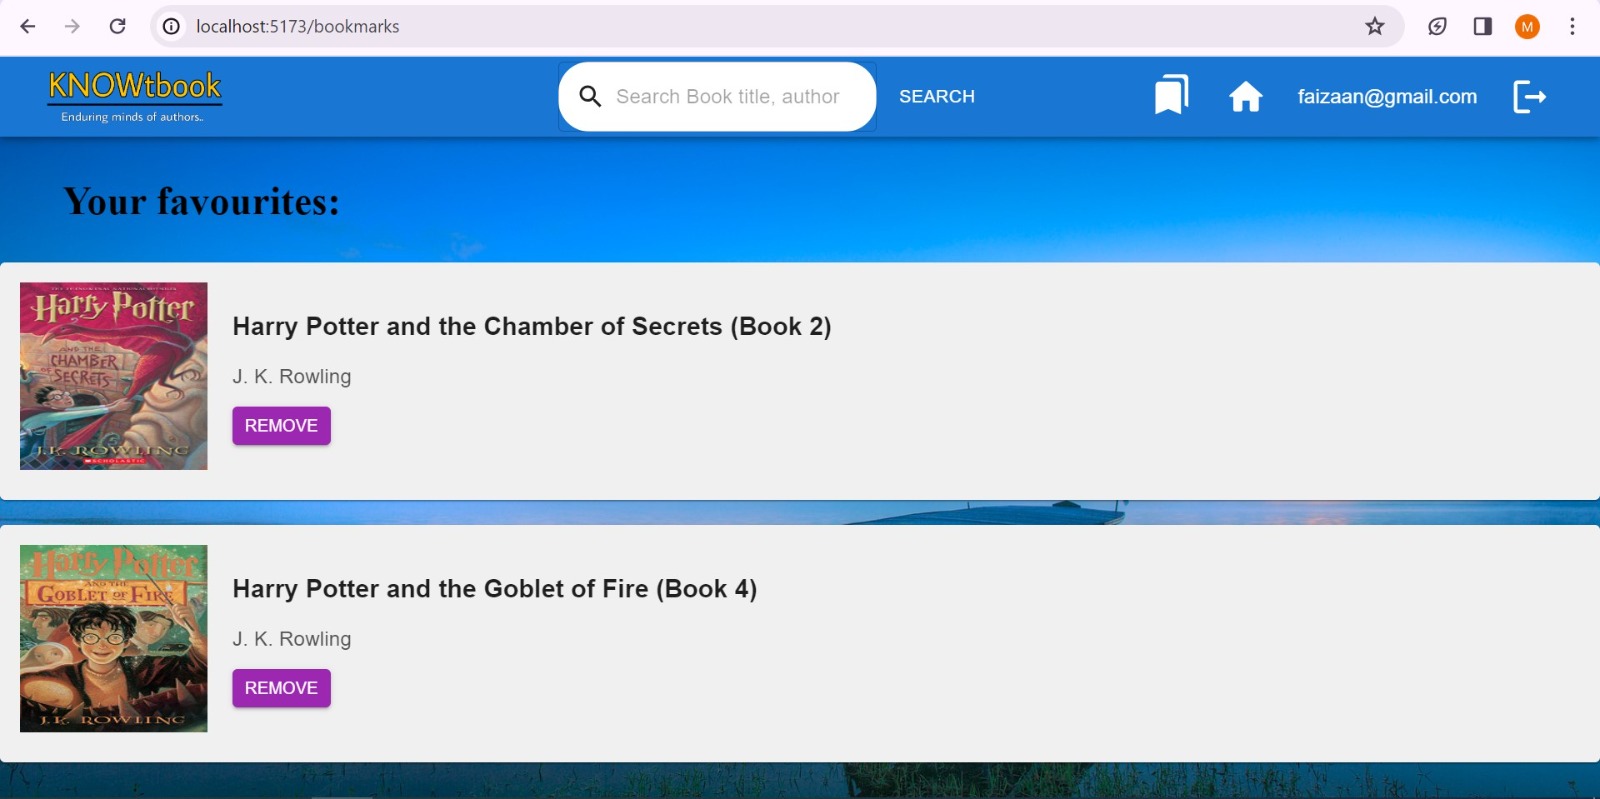 localhost:5173/bookmarks
M
KNOWtbook
Enduring minds of authors..
Search Book title, author
SEARCH
faizaan@gmail.com
Your favourites:
Harry Potter
AND THE
CHAMBER
OF SECRETS
J.K. ROWLING
SCHOLASTIC
Harry Potter and the Chamber of Secrets (Book 2)
J. K. Rowling
REMOVE
Harry Potter
AND THE
GOBLET OF FIRE
J.K. ROWLING
Harry Potter and the Goblet of Fire (Book 4)
J. K. Rowling
REMOVE